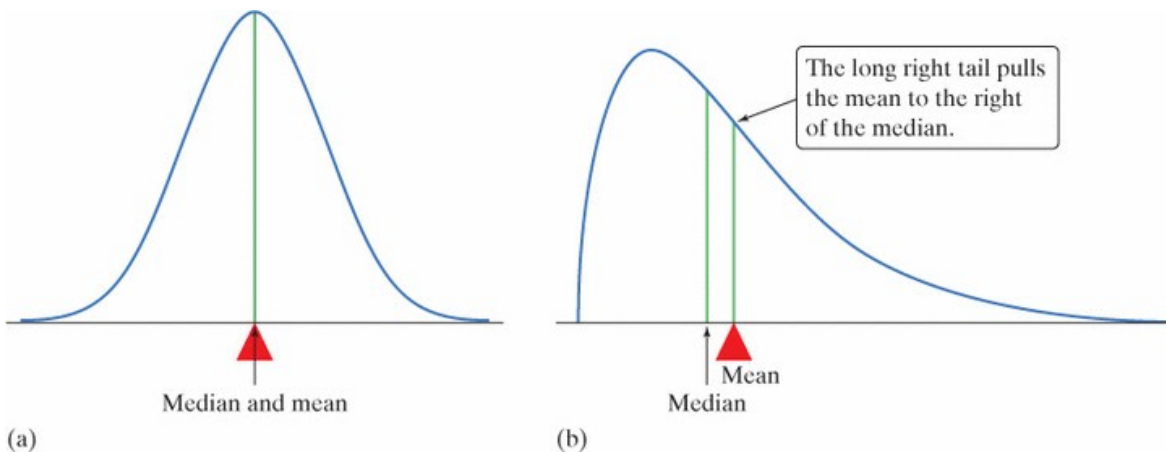 The long right tail pulls
the mean to the right
of the median.
Median and mean
Mean
Median
(a)
(b)